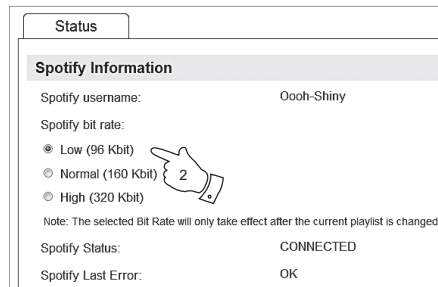 Status
Spotify Information
Spotify username: Oooh-Shiny
Spotify bit rate:
Low (96 Kbit)
Normal (160 Kbit) 2
High (320 Kbit)
Note: The selected Bit Rate will only take effect after the current playlist is changed
Spotify Status: CONNECTED
Spotify Last Error: OK